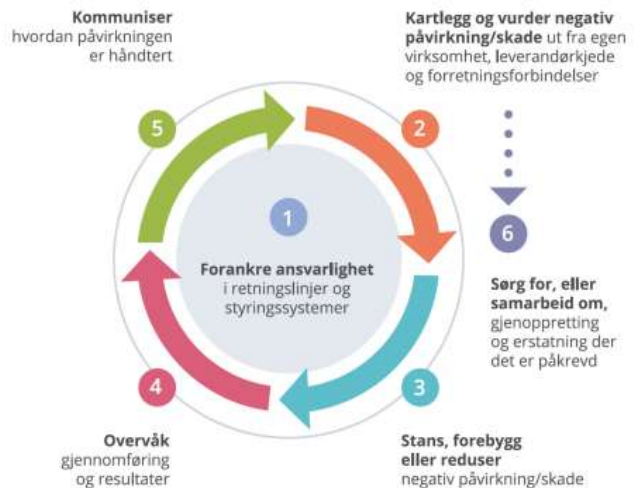 Kommuniser
hvordan påvirkningen
er håndtert
Kartlegg og vurder negativ
påvirkning/skade ut fra egen
virksomhet, leverandørkjede
og forretningsforbindelser
5
2
1
Forankre ansvarlighet
i retningslinjer og
styringssystemer
6
Sørg for, eller
samarbeid om,
gjenoppretting
og erstatning der
det er påkrevd
4
3
Overvåk
gjennomføring
og resultater
Stans, forebygg
eller reduser
negativ påvirkning/skade